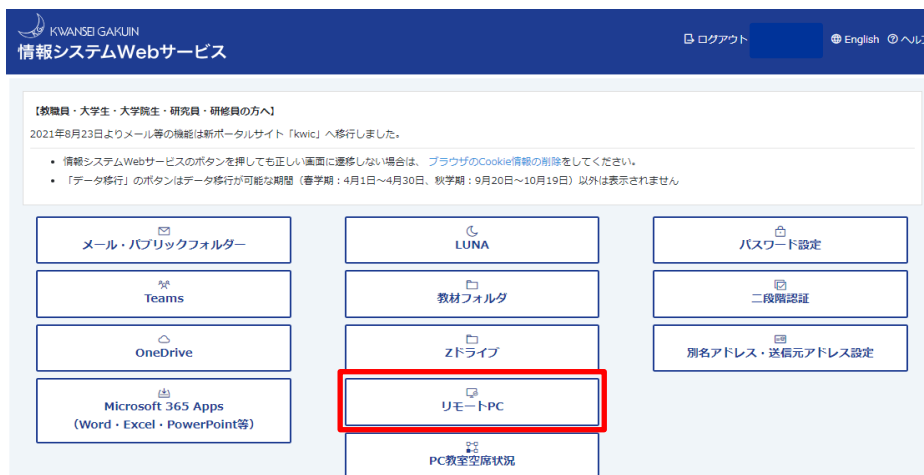 KWANSEI GAKUIN
情報システムWebサービス
ログアウト
English
ヘル
【教職員・大学生・大学院生・研究員・研修員の方へ】
2021年8月23日よりメール等の機能は新ポータルサイト「kwic」へ移行しました。
• 情報システムWebサービスのボタンを押しても正しい画面に遷移しない場合は、 ブラウザのCookie情報の削除をしてください。
• 「データ移行」のボタンはデータ移行が可能な期間（春学期：4月1日～4月30日、秋学期：9月20日～10月19日）以外は表示されません
メール・パブリックフォルダー
LUNA
パスワード設定
Teams
教材フォルダ
二段階認証
OneDrive
Zドライブ
別名アドレス・送信元アドレス設定
Microsoft 365 Apps
（Word・Excel・PowerPoint等）
リモートPC
PC教室空席状況